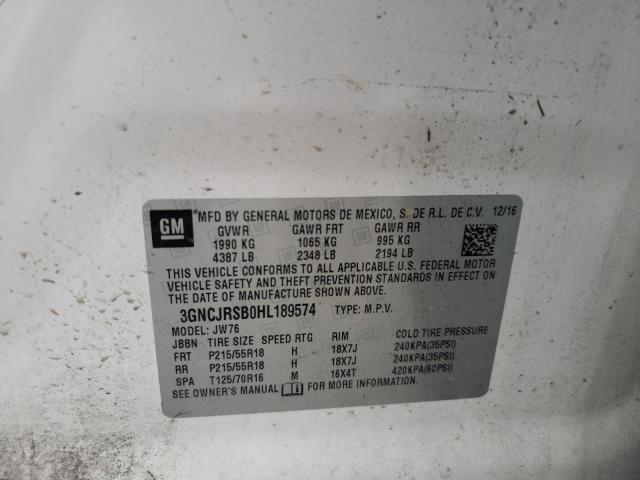 GM MFD BY GENERAL MOTORS DE MEXICO, S. DE R.L. DE C.V. 12/16
GVWR GAWR FRT GAWR RR
1990 KG 1065 KG 995 KG
4387 LB 2348 LB 2194 LB
THIS VEHICLE CONFORMS TO ALL APPLICABLE U.S. FEDERAL MOTOR
VEHICLE SAFETY AND THEFT PREVENTION STANDARDS IN EFFECT ON
THE DATE OF MANUFACTURE SHOWN ABOVE.
3GNCJRSB0HL189574 TYPE: M.P.V.
MODEL: JW76
JBBN TIRE SIZE SPEED RTG RIM COLD TIRE PRESSURE
FRT P215/55R18 H 18X7J 240KPA(35PSI)
RR P215/55R18 H 18X7J 240KPA(35PSI)
SPA T125/70R16 M 16X4T 420KPA(60PSI)
SEE OWNER'S MANUAL FOR MORE INFORMATION